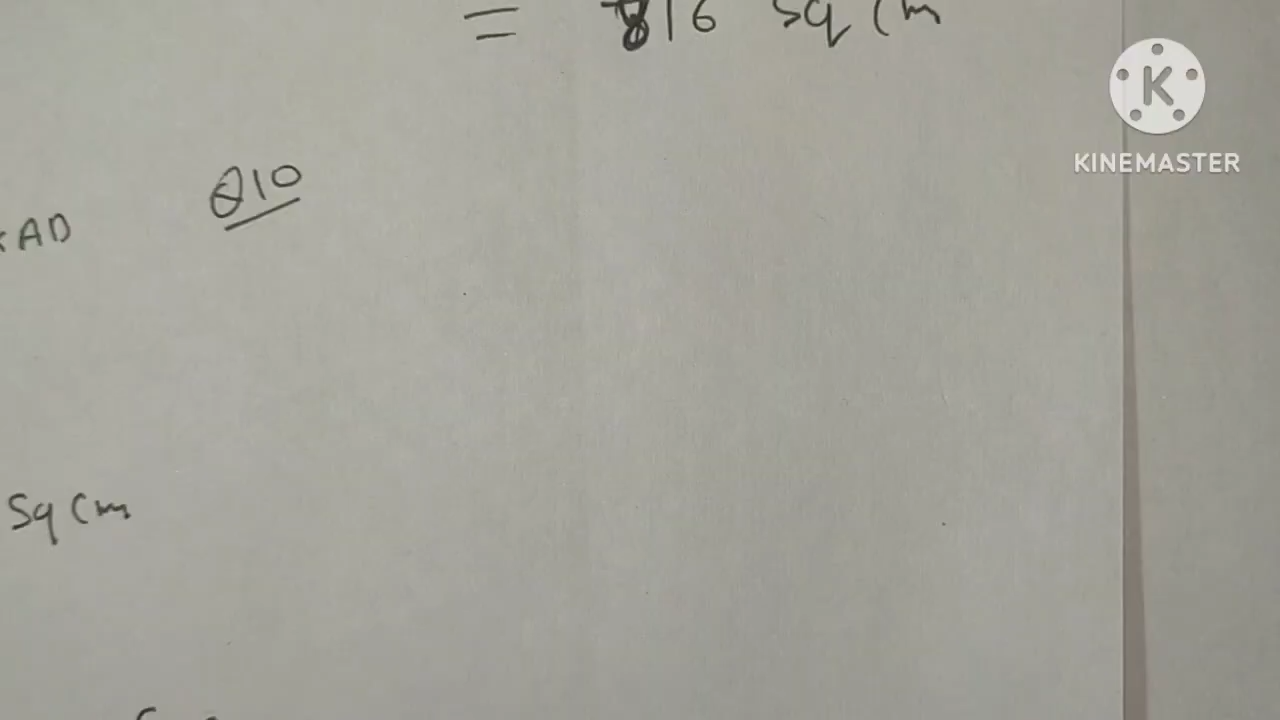 = 816 sq cm
K
KINEMASTER
Q10
×AD
Sq Cm